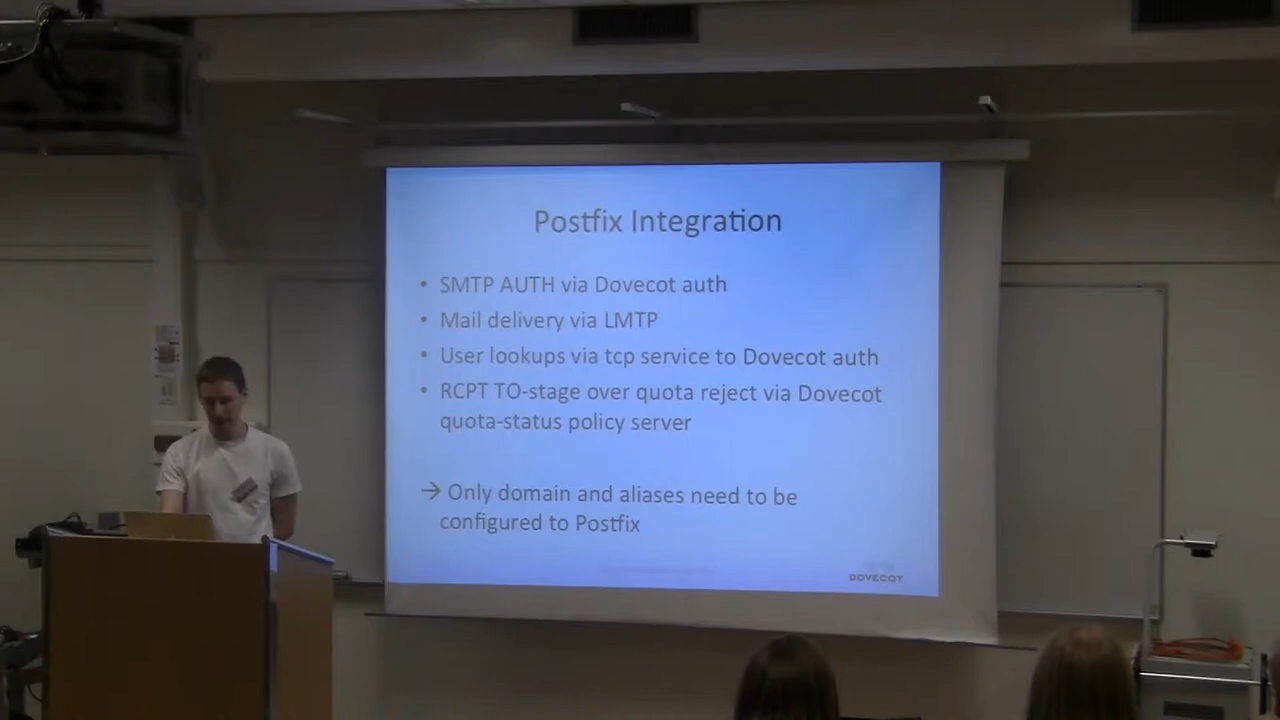 Postfix Integration
• SMTP AUTH via Dovecot auth
• Mail delivery via LMTP
• User lookups via tcp service to Dovecot auth
• RCPT TO-stage over quota reject via Dovecot
quota-status policy server
→ Only domain and aliases need to be
configured to Postfix
DOVECOT